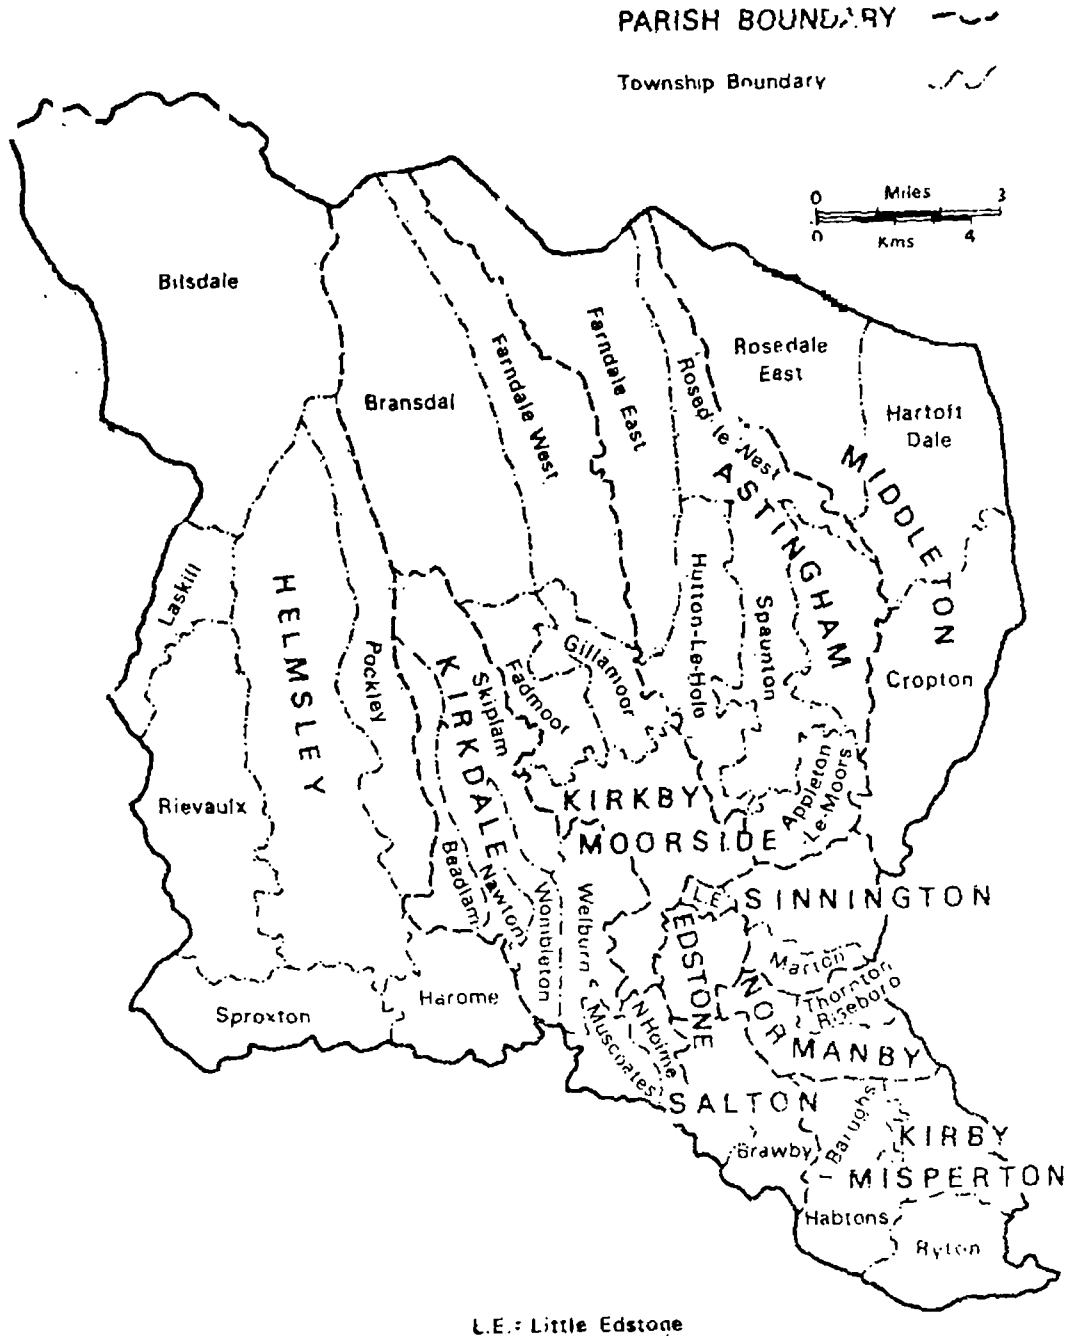 PARISH BOUNDARY
Township Boundary
0 Miles 3
0 Kms 4
Bilsdale
Bransdal
Farndale West
Farndale East
Rosedale West
Rosedale
East
Hartoft
Dale
MIDDLETON
LASTINGHAM
Laskill
HELMSLEY
Pockley
KIRKDALE
Skiplam
Fadmoor
Gillamoor
Hutton-Le-Hole
Spaunton
Cropton
Rievaulx
KIRKBY
MOORSIDE
Appleton
-Le-Moors
Beadlam
Nawton
Wombleton
Welburn
L.E.
EDSTONE
SINNINGTON
Marton
Thornton
Riseboro
NOR
MANBY
Sproxton
Harome
Muscoates
N Holme
SALTON
Brawby
Barughs
KIRBY
MISPERTON
Habtons
Ryton
L.E.: Little Edstone